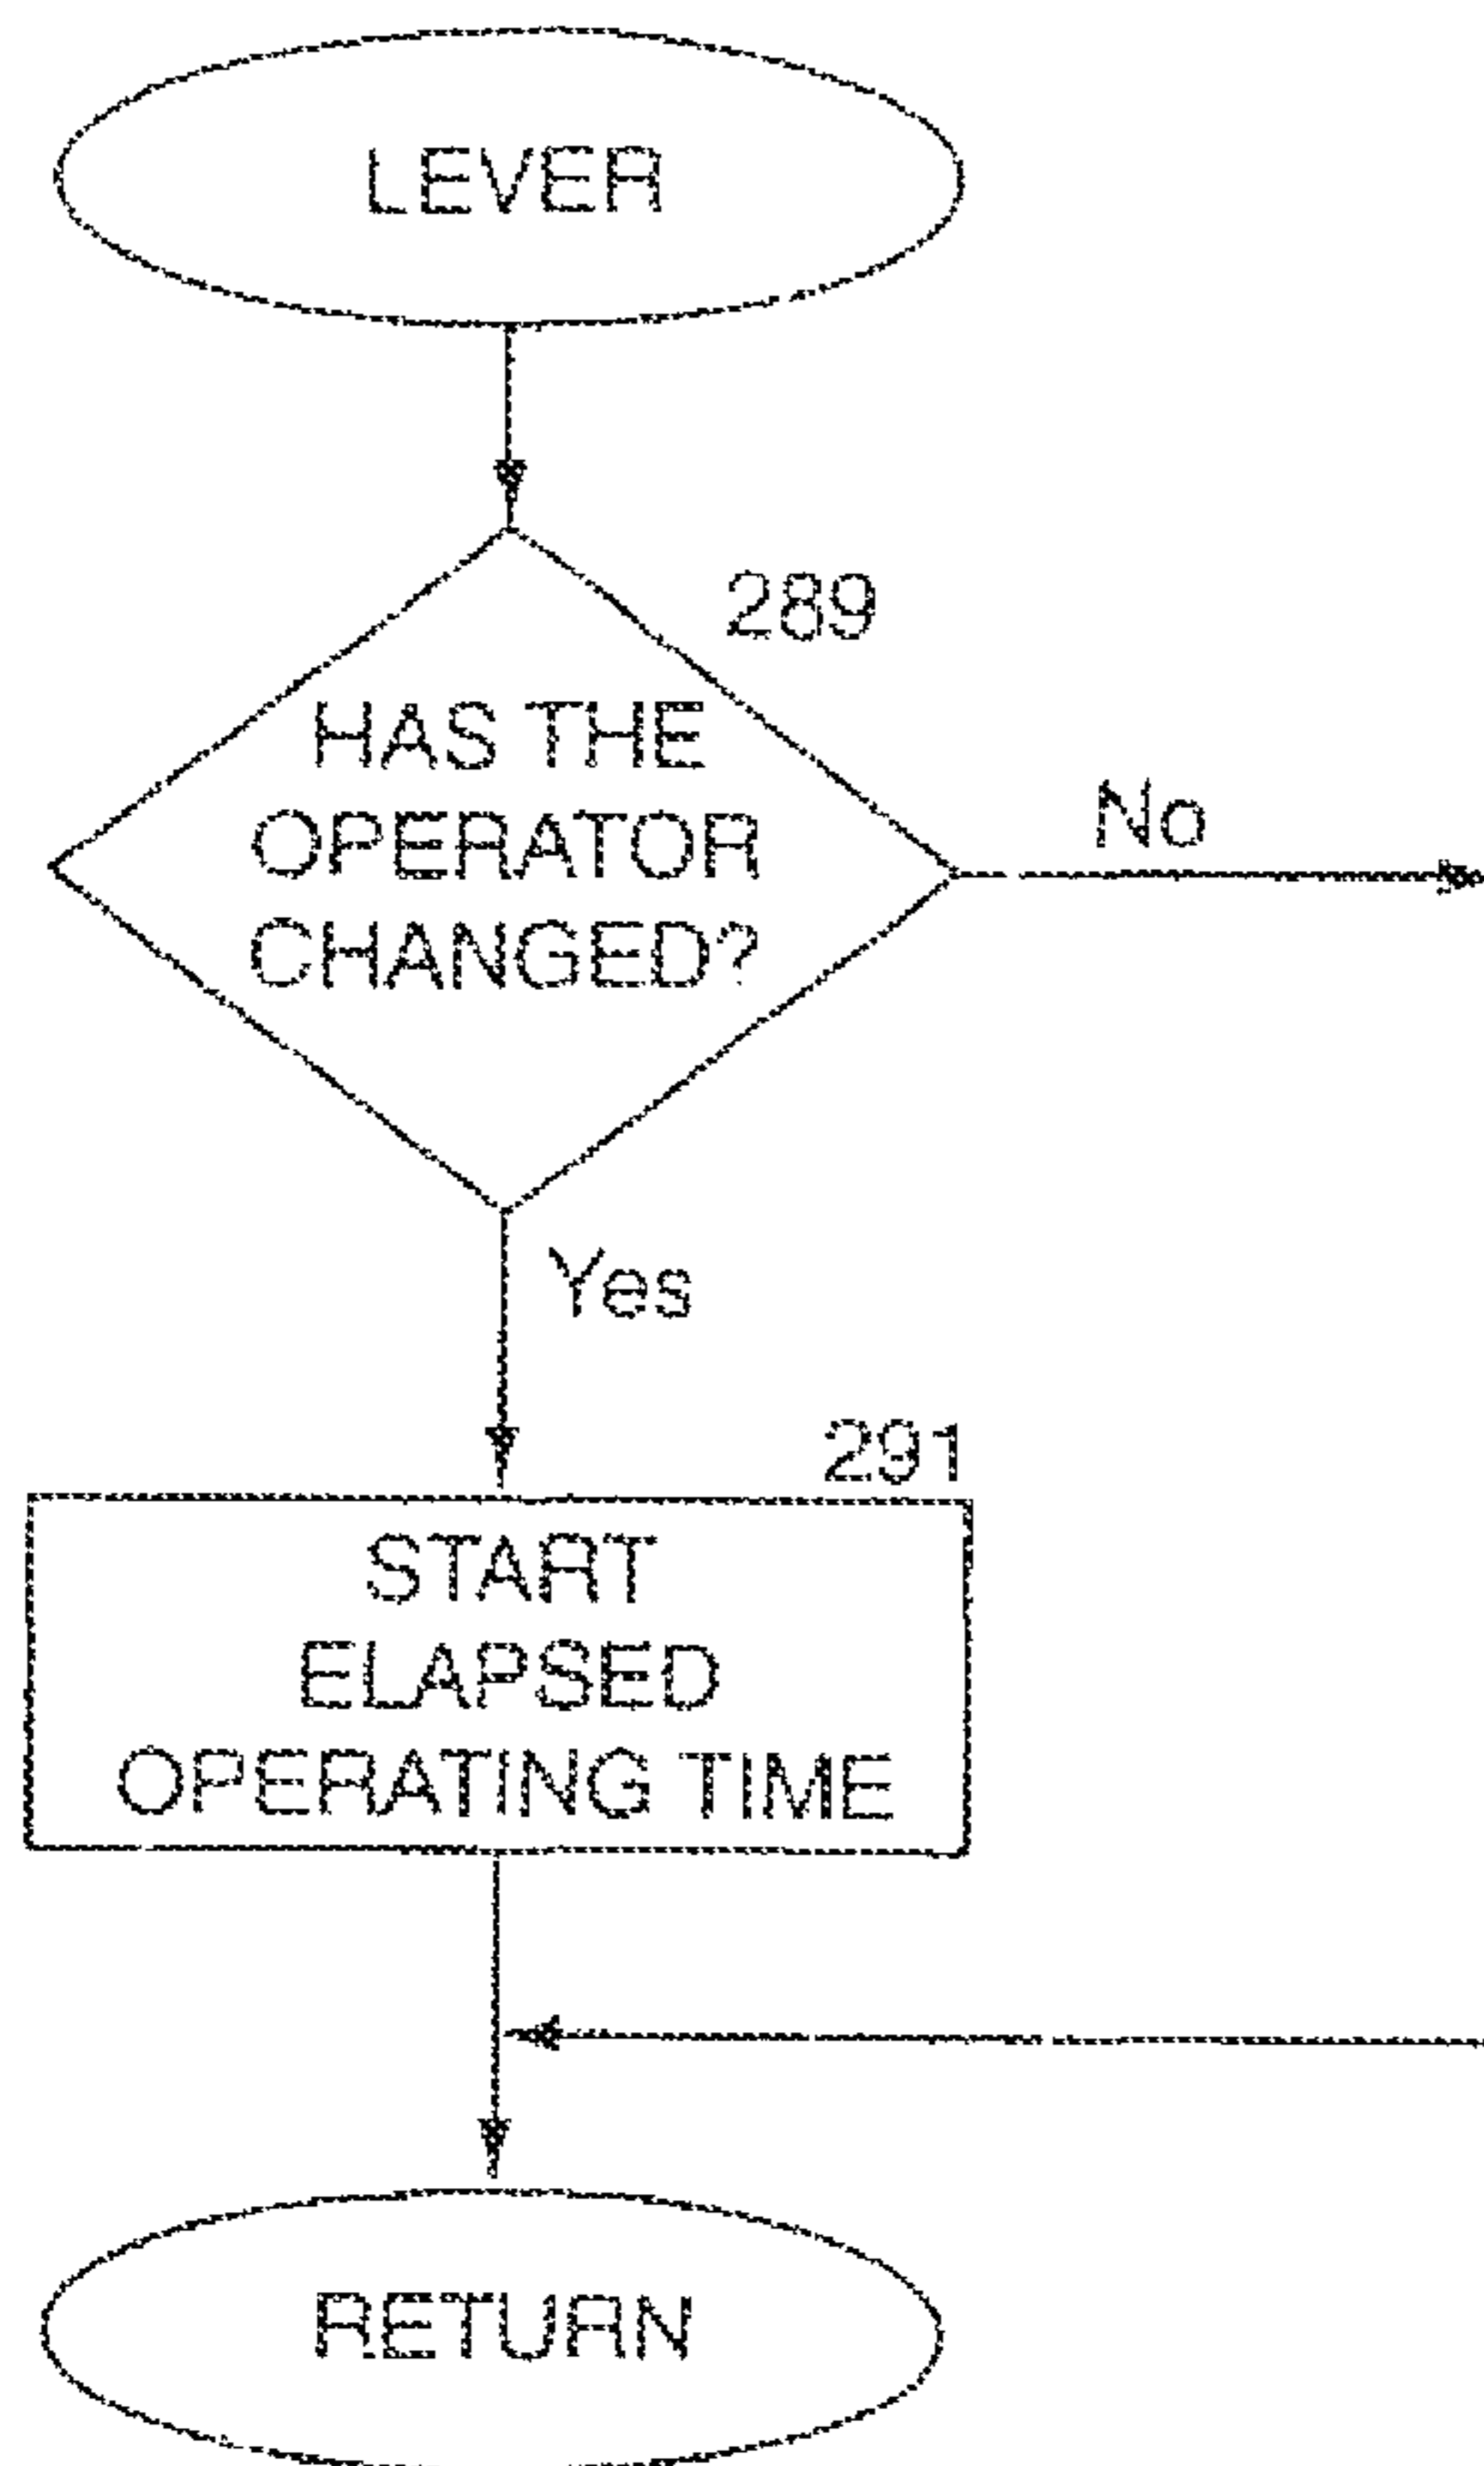 LEVER
289
HAS THE
OPERATOR
CHANGED?
No
Yes
291
START
ELAPSED
OPERATING TIME
RETURN